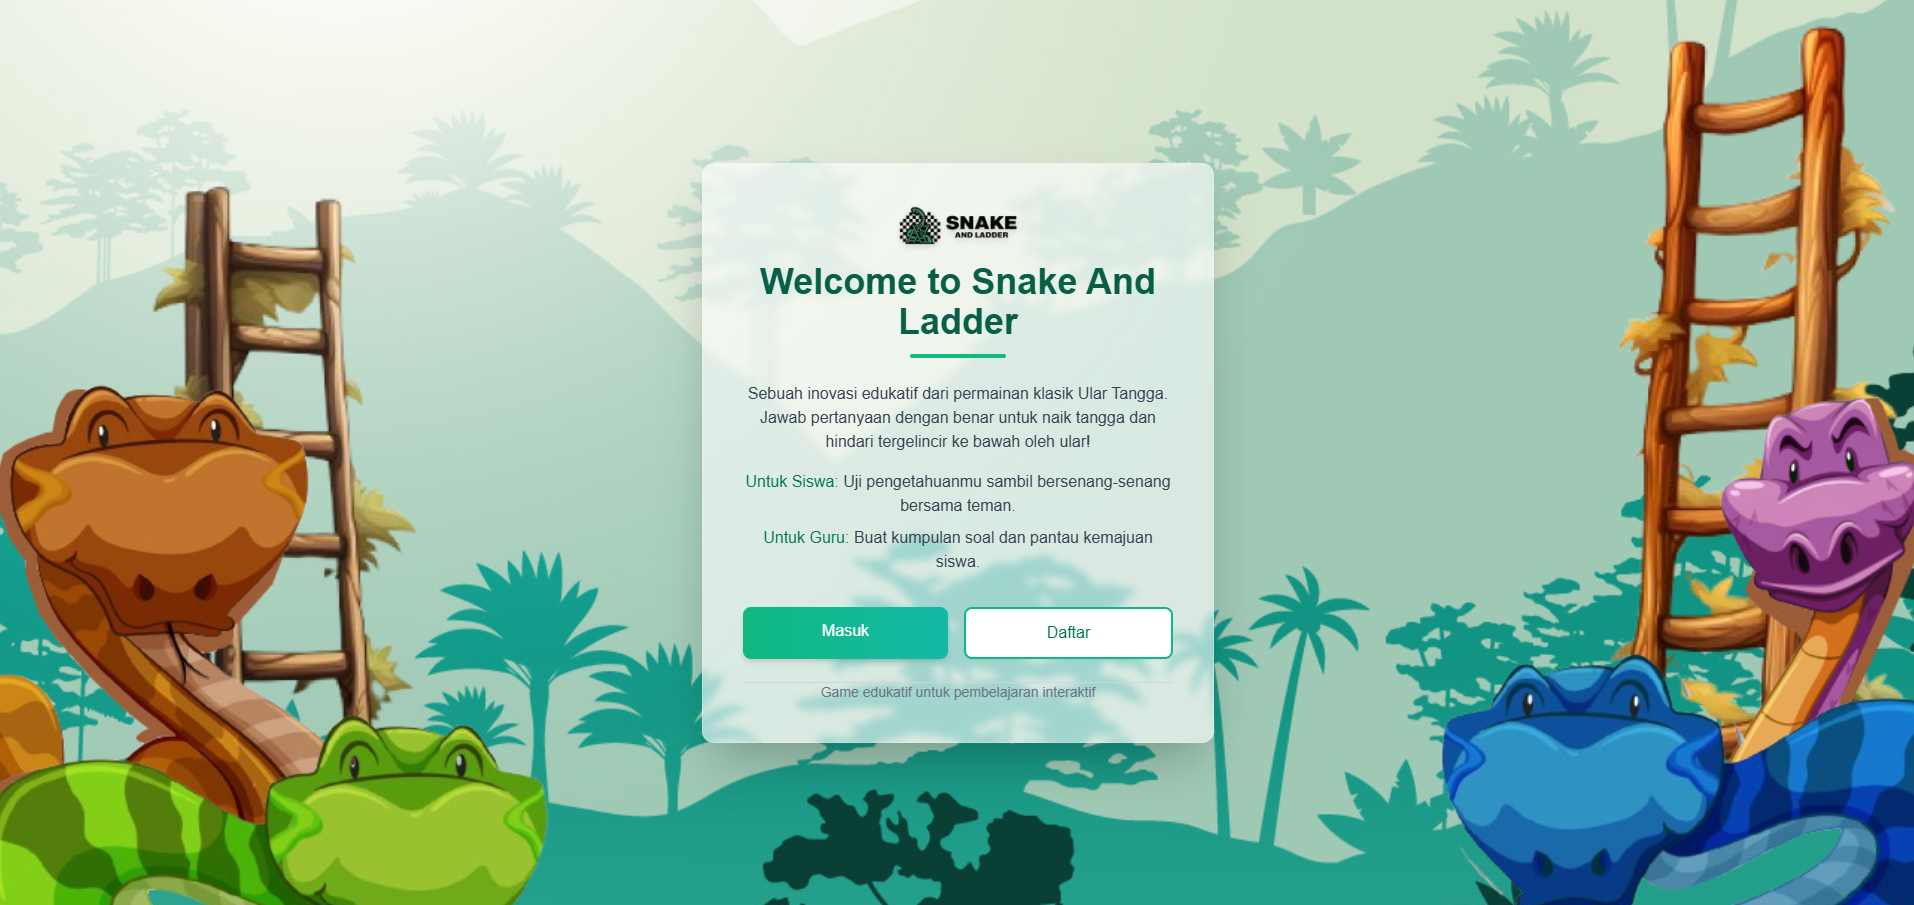 SNAKE
AND LADDER
Welcome to Snake And
Ladder
Sebuah inovasi edukatif dari permainan klasik Ular Tangga.
Jawab pertanyaan dengan benar untuk naik tangga dan
hindari tergelincir ke bawah oleh ular!
Untuk Siswa: Uji pengetahuanmu sambil bersenang-senang
bersama teman.
Untuk Guru: Buat kumpulan soal dan pantau kemajuan
siswa.
Masuk
Daftar
Game edukatif untuk pembelajaran interaktif